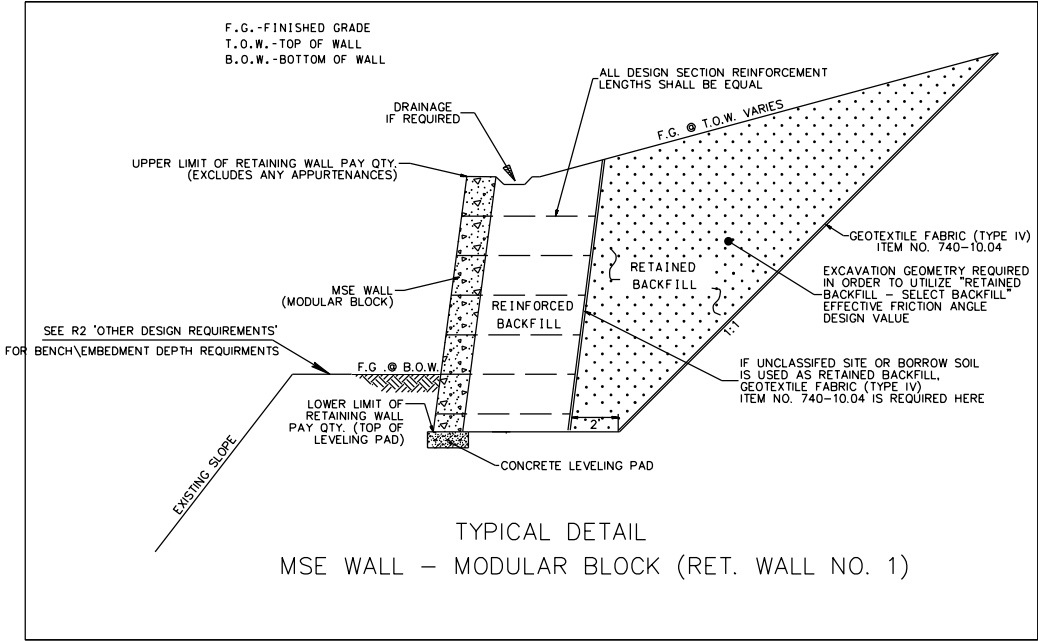 F.G.-FINISHED GRADE
T.O.W.-TOP OF WALL
B.O.W.-BOTTOM OF WALL
ALL DESIGN SECTION REINFORCEMENT
LENGTHS SHALL BE EQUAL
DRAINAGE
IF REQUIRED
F.G. @ T.O.W. VARIES
UPPER LIMIT OF RETAINING WALL PAY QTY.
(EXCLUDES ANY APPURTENANCES)
GEOTEXTILE FABRIC (TYPE IV)
ITEM NO. 740-10.04
RETAINED
BACKFILL
EXCAVATION GEOMETRY REQUIRED
IN ORDER TO UTILIZE "RETAINED
BACKFILL - SELECT BACKFILL"
EFFECTIVE FRICTION ANGLE
DESIGN VALUE
MSE WALL
(MODULAR BLOCK)
REINFORCED
BACKFILL
1:1
SEE R2 'OTHER DESIGN REQUIREMENTS'
FOR BENCH\EMBEDMENT DEPTH REQUIRMENTS
F.G .@ B.O.W.
IF UNCLASSIFED SITE OR BORROW SOIL
IS USED AS RETAINED BACKFILL,
GEOTEXTILE FABRIC (TYPE IV)
ITEM NO. 740-10.04 IS REQUIRED HERE
LOWER LIMIT OF
RETAINING WALL
PAY QTY. (TOP OF
LEVELING PAD)
2'
CONCRETE LEVELING PAD
EXISTING SLOPE
TYPICAL DETAIL
MSE WALL - MODULAR BLOCK (RET. WALL NO. 1)